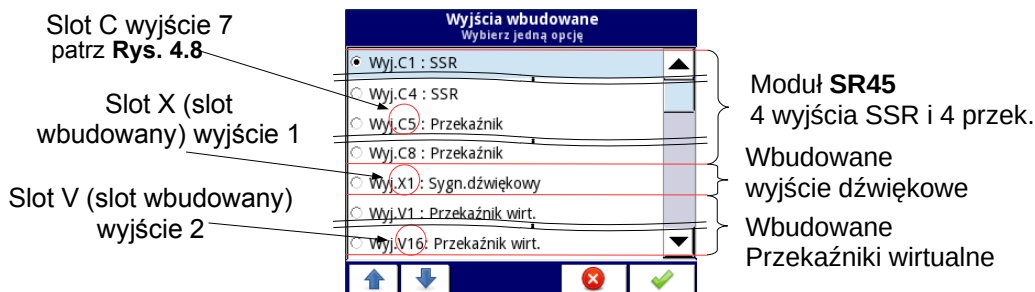 Slot C wyjście 7
patrz Rys. 4.8
Slot X (slot
wbudowany) wyjście 1
Slot V (slot wbudowany)
wyjście 2
Wyjścia wbudowane
Wybierz jedną opcję
Wyj.C1 : SSR
Wyj.C4 : SSR
Wyj.C5 : Przekaźnik
Wyj.C8 : Przekaźnik
Wyj.X1 : Sygn.dźwiękowy
Wyj.V1 : Przekaźnik wirt.
Wyj.V16: Przekaźnik wirt.
Moduł SR45
4 wyjścia SSR i 4 przek.
Wbudowane
wyjście dźwiękowe
Wbudowane
Przekaźniki wirtualne